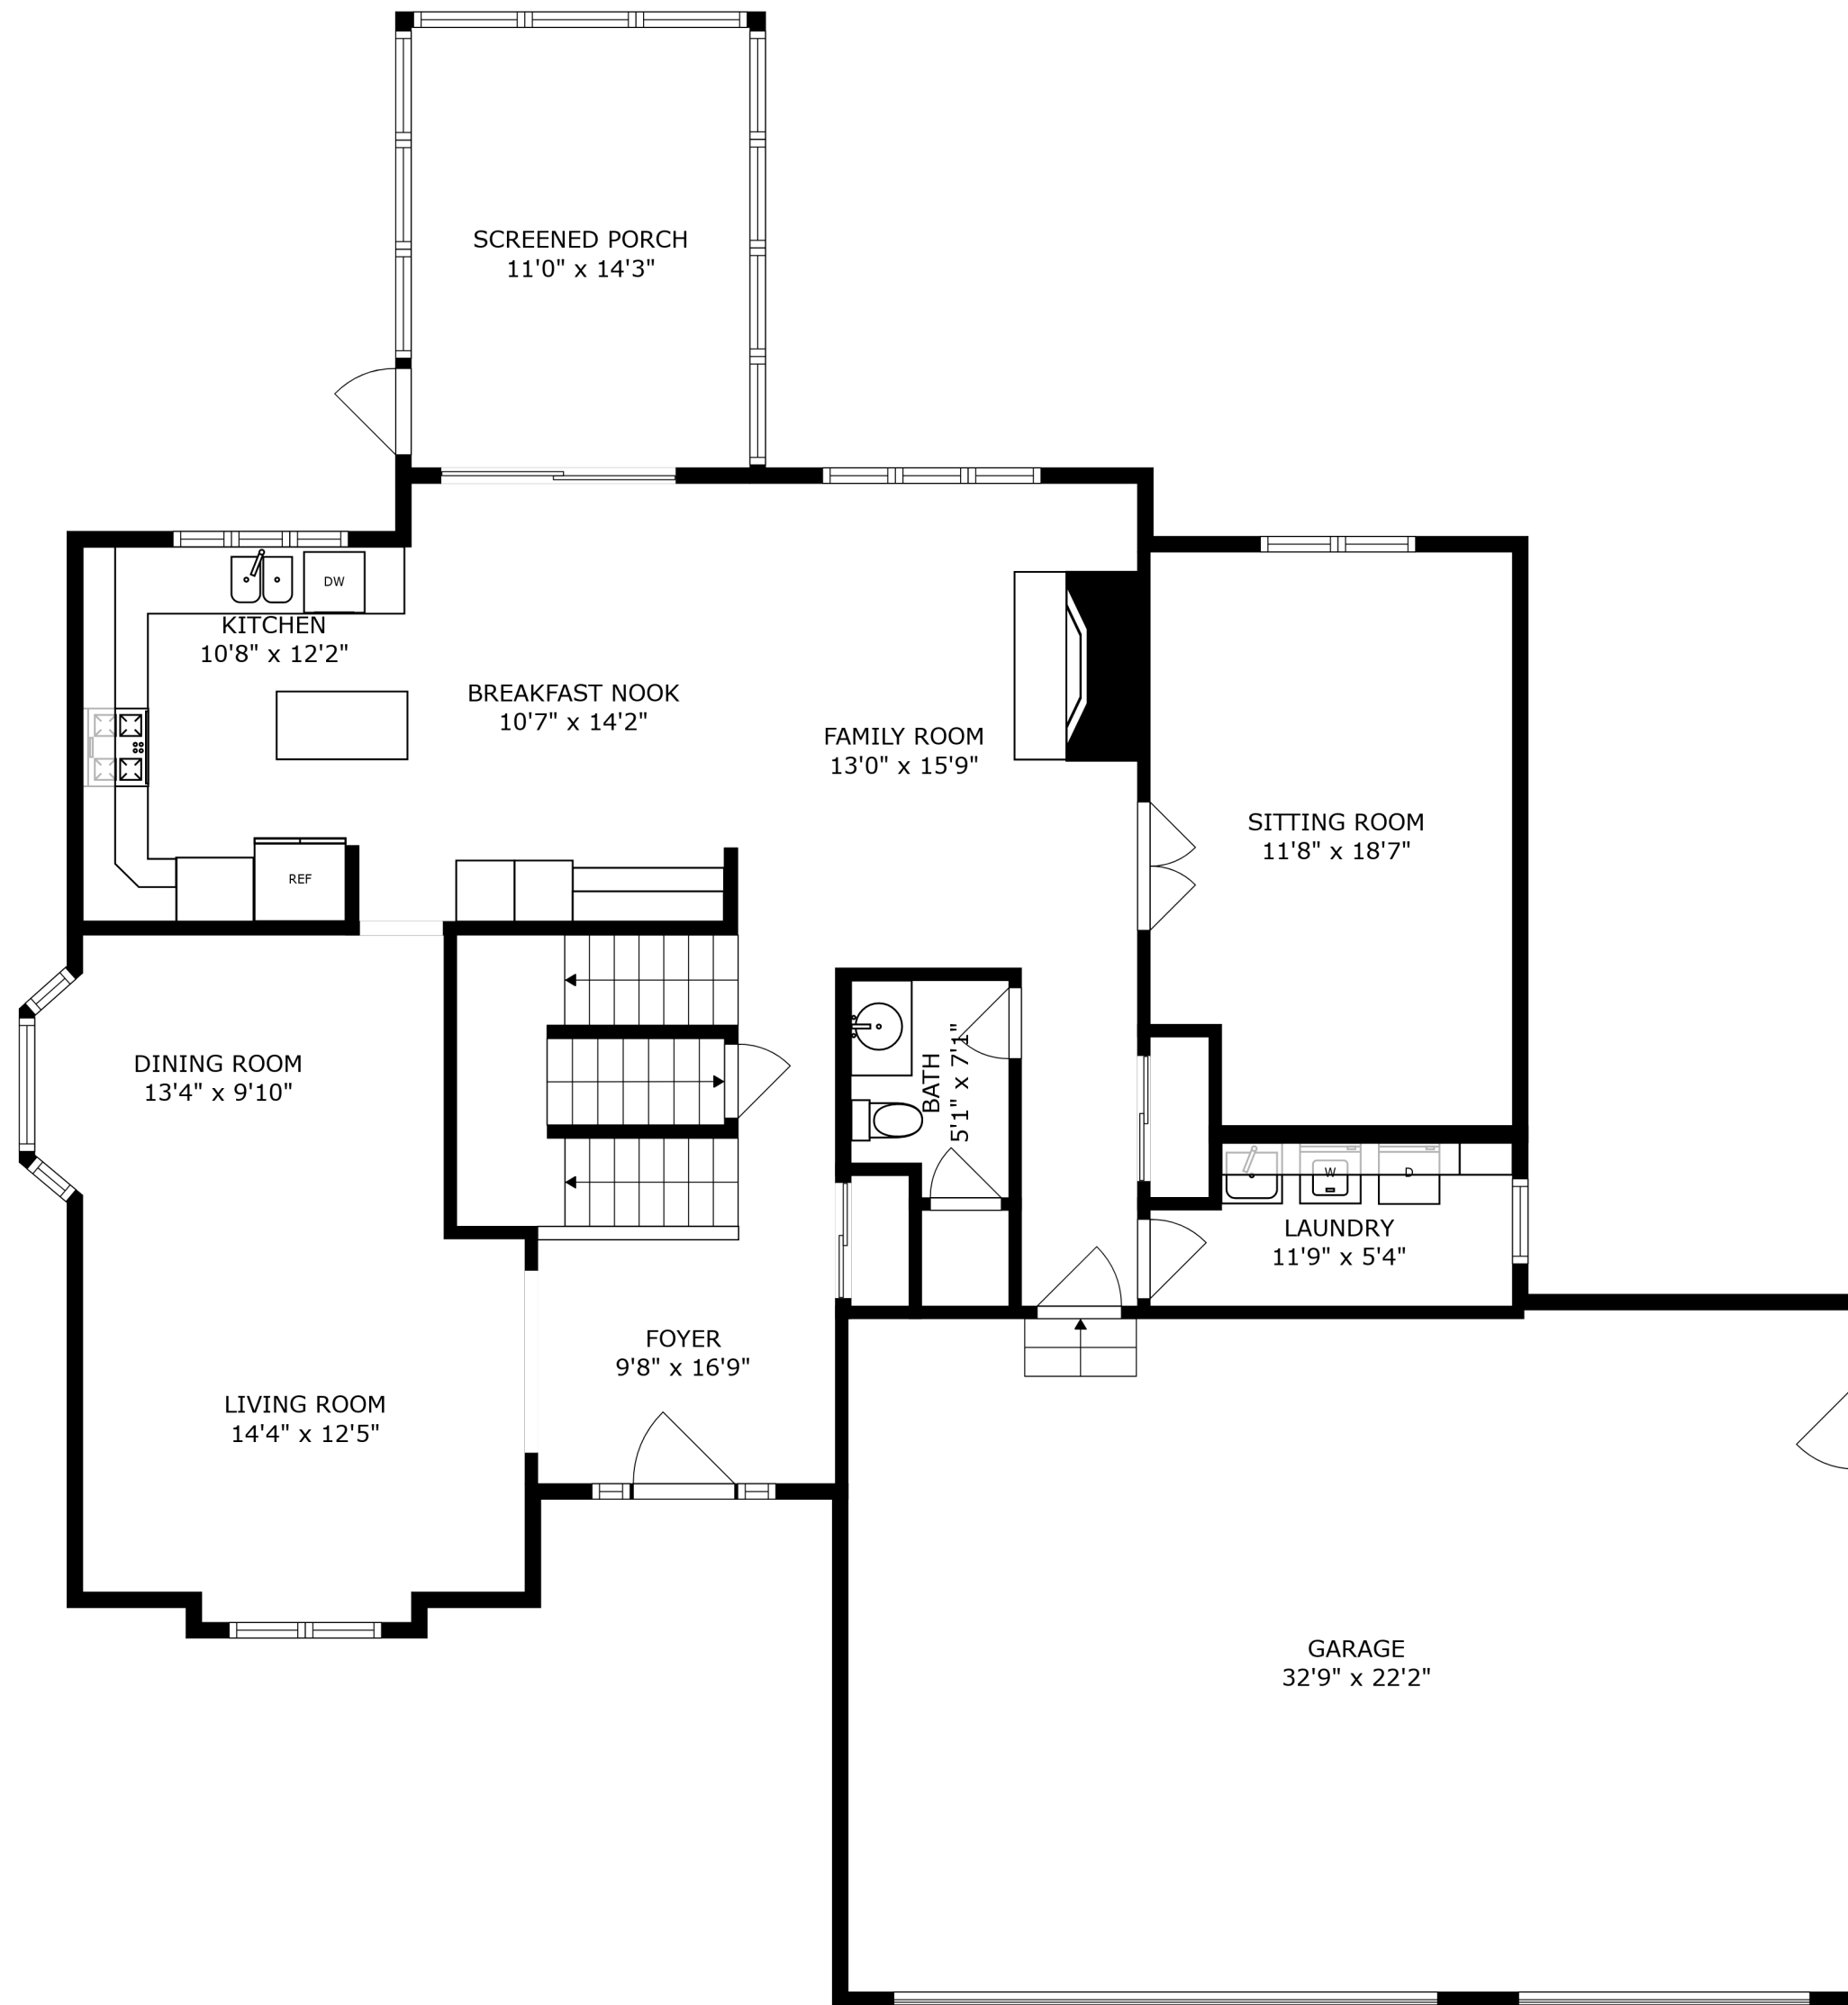 SCREENED PORCH
11'0" x 14'3"
DW
KITCHEN
10'8" x 12'2"
BREAKFAST NOOK
10'7" x 14'2"
FAMILY ROOM
13'0" x 15'9"
SITTING ROOM
11'8" x 18'7"
REF
DINING ROOM
13'4" x 9'10"
BATH
5'1" x 7'1"
W
D
LAUNDRY
11'9" x 5'4"
FOYER
9'8" x 16'9"
LIVING ROOM
14'4" x 12'5"
GARAGE
32'9" x 22'2"